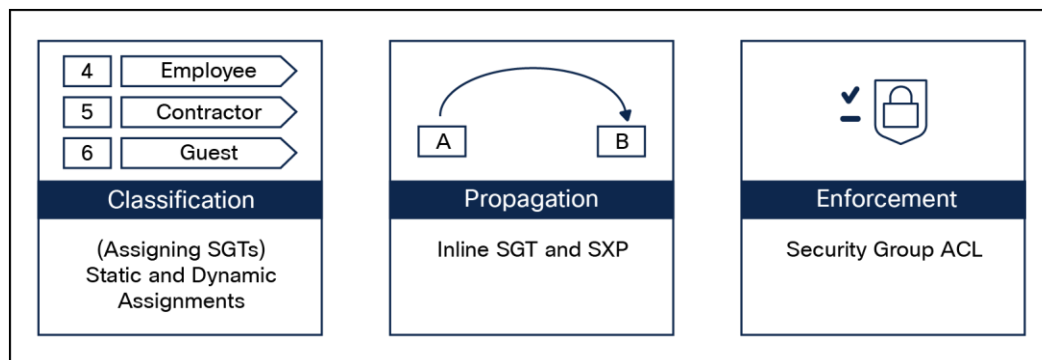 4 Employee
5 Contractor
6 Guest
Classification
(Assigning SGTs)
Static and Dynamic
Assignments
A B
Propagation
Inline SGT and SXP
Enforcement
Security Group ACL